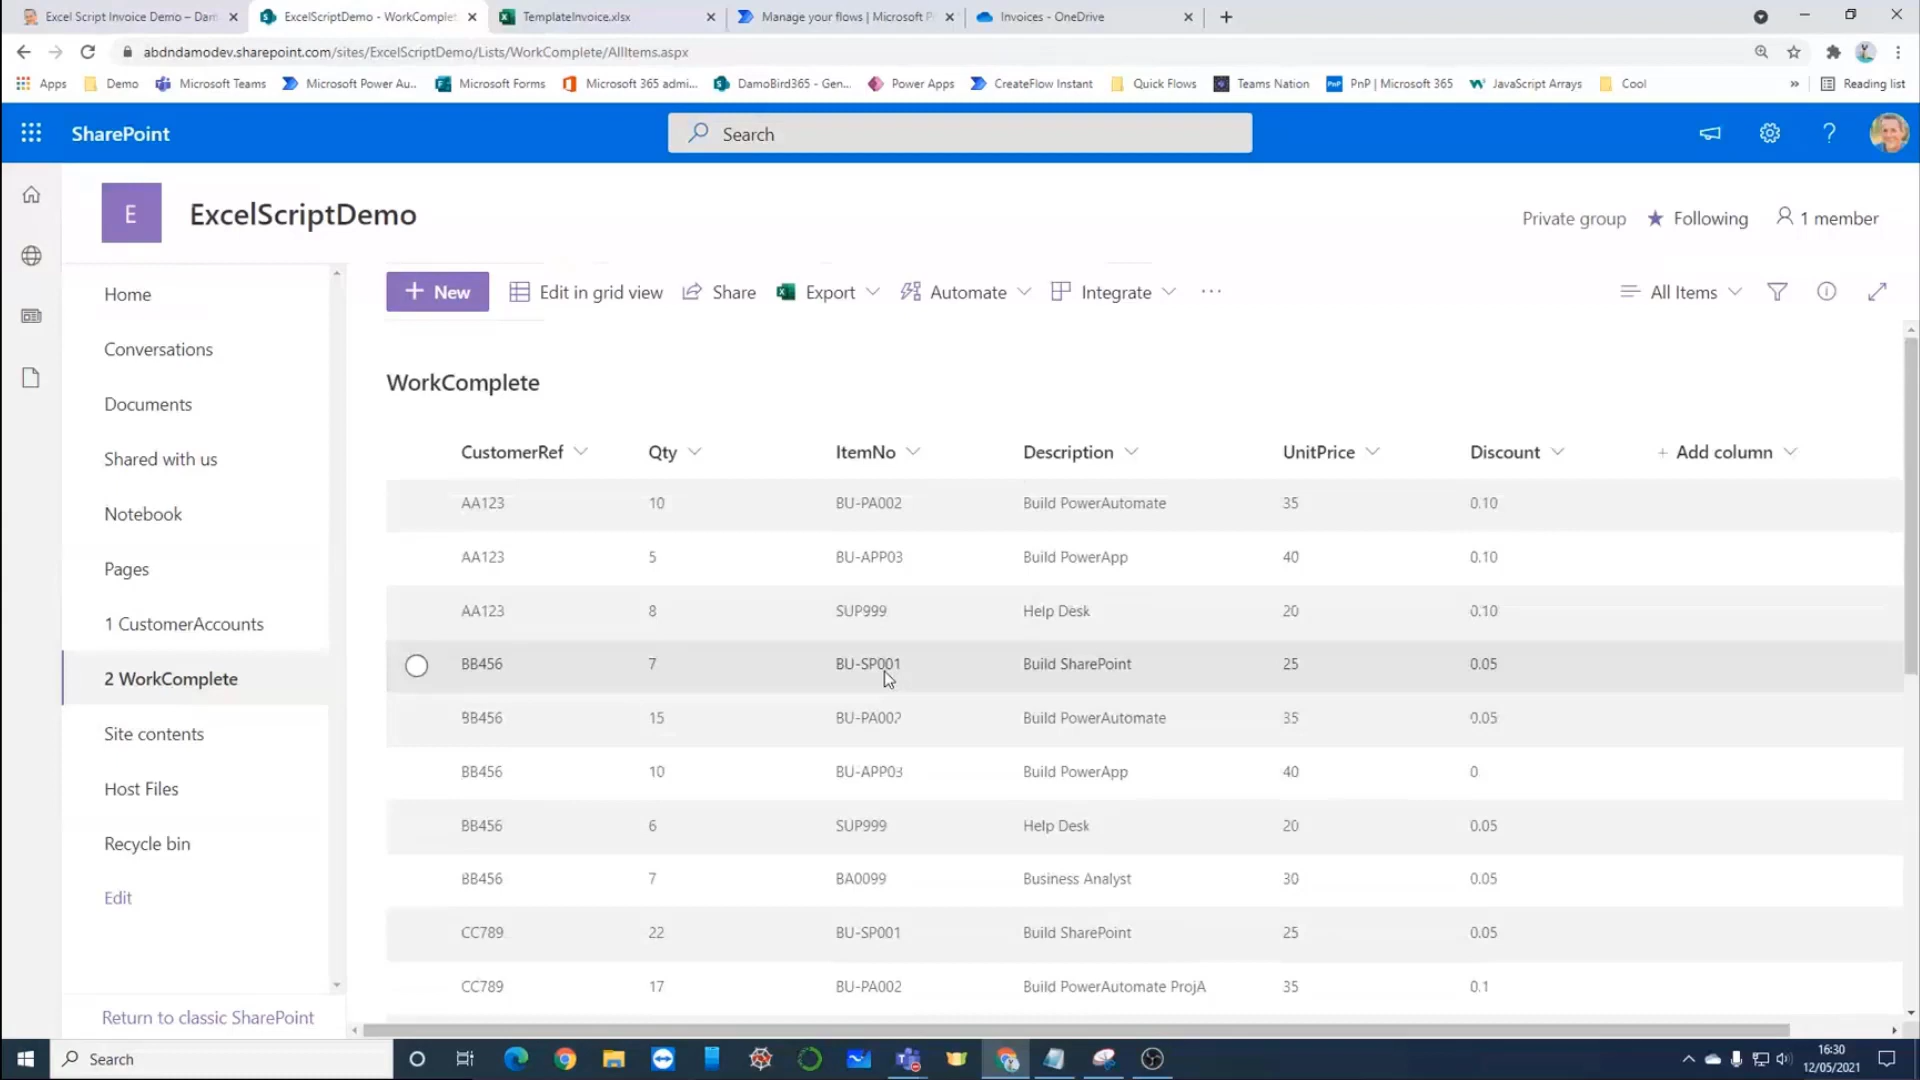 Excel Script Invoice Demo – Dam
ExcelScriptDemo - WorkComplete
TemplateInvoice.xlsx
Manage your flows | Microsoft P
Invoices - OneDrive
abdndamodev.sharepoint.com/sites/ExcelScriptDemo/Lists/WorkComplete/AllItems.aspx
Apps
Demo
Microsoft Teams
Microsoft Power Au...
Microsoft Forms
Microsoft 365 admi...
DamoBird365 - Gen...
Power Apps
CreateFlow Instant
Quick Flows
Teams Nation
PnP | Microsoft 365
JavaScript Arrays
Cool
»
Reading list
SharePoint
Search
E
ExcelScriptDemo
Private group
Following
1 member
Home
Conversations
Documents
Shared with us
Notebook
Pages
1 CustomerAccounts
2 WorkComplete
Site contents
Host Files
Recycle bin
Edit
Return to classic SharePoint
+ New
Edit in grid view
Share
Export
Automate
Integrate
...
All Items
WorkComplete
CustomerRef Qty ItemNo Description UnitPrice Discount + Add column
AA123 10 BU-PA002 Build PowerAutomate 35 0.10
AA123 5 BU-APP03 Build PowerApp 40 0.10
AA123 8 SUP999 Help Desk 20 0.10
BB456 7 BU-SP001 Build SharePoint 25 0.05
BB456 15 BU-PA002 Build PowerAutomate 35 0.05
BB456 10 BU-APP03 Build PowerApp 40 0
BB456 6 SUP999 Help Desk 20 0.05
BB456 7 BA0099 Business Analyst 30 0.05
CC789 22 BU-SP001 Build SharePoint 25 0.05
CC789 17 BU-PA002 Build PowerAutomate ProjA 35 0.1
Search
16:30
12/05/2021